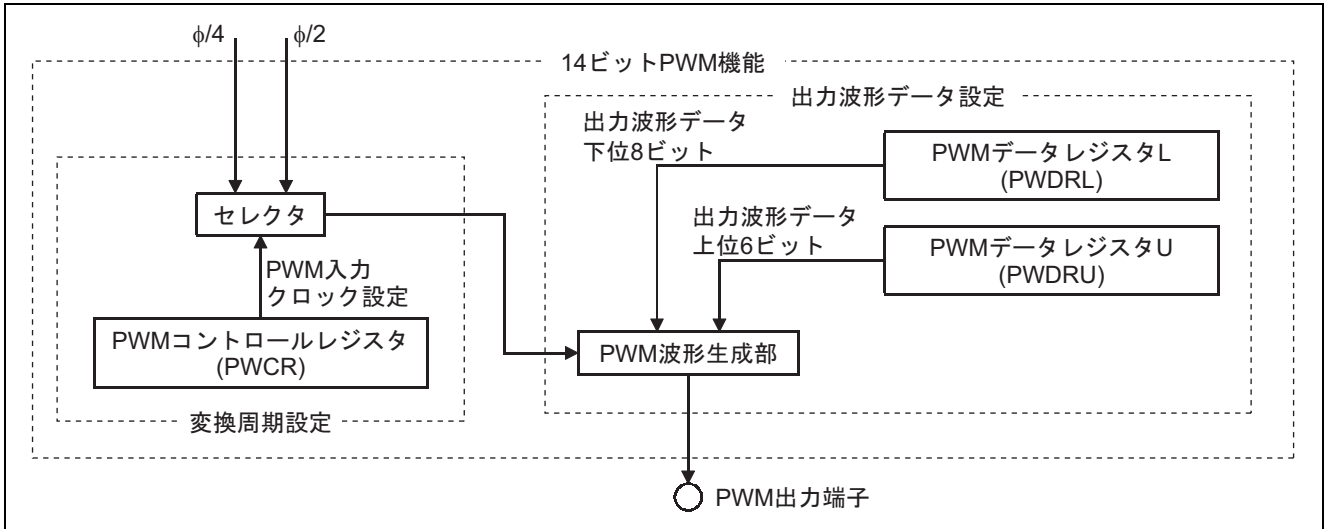 φ/4
φ/2
14ビットPWM機能
出力波形データ設定
出力波形データ
下位8ビット
PWMデータレジスタL
(PWDRL)
セレクタ
出力波形データ
上位6ビット
PWMデータレジスタU
(PWDRU)
PWM入力
クロック設定
PWMコントロールレジスタ
(PWCR)
PWM波形生成部
変換周期設定
PWM出力端子